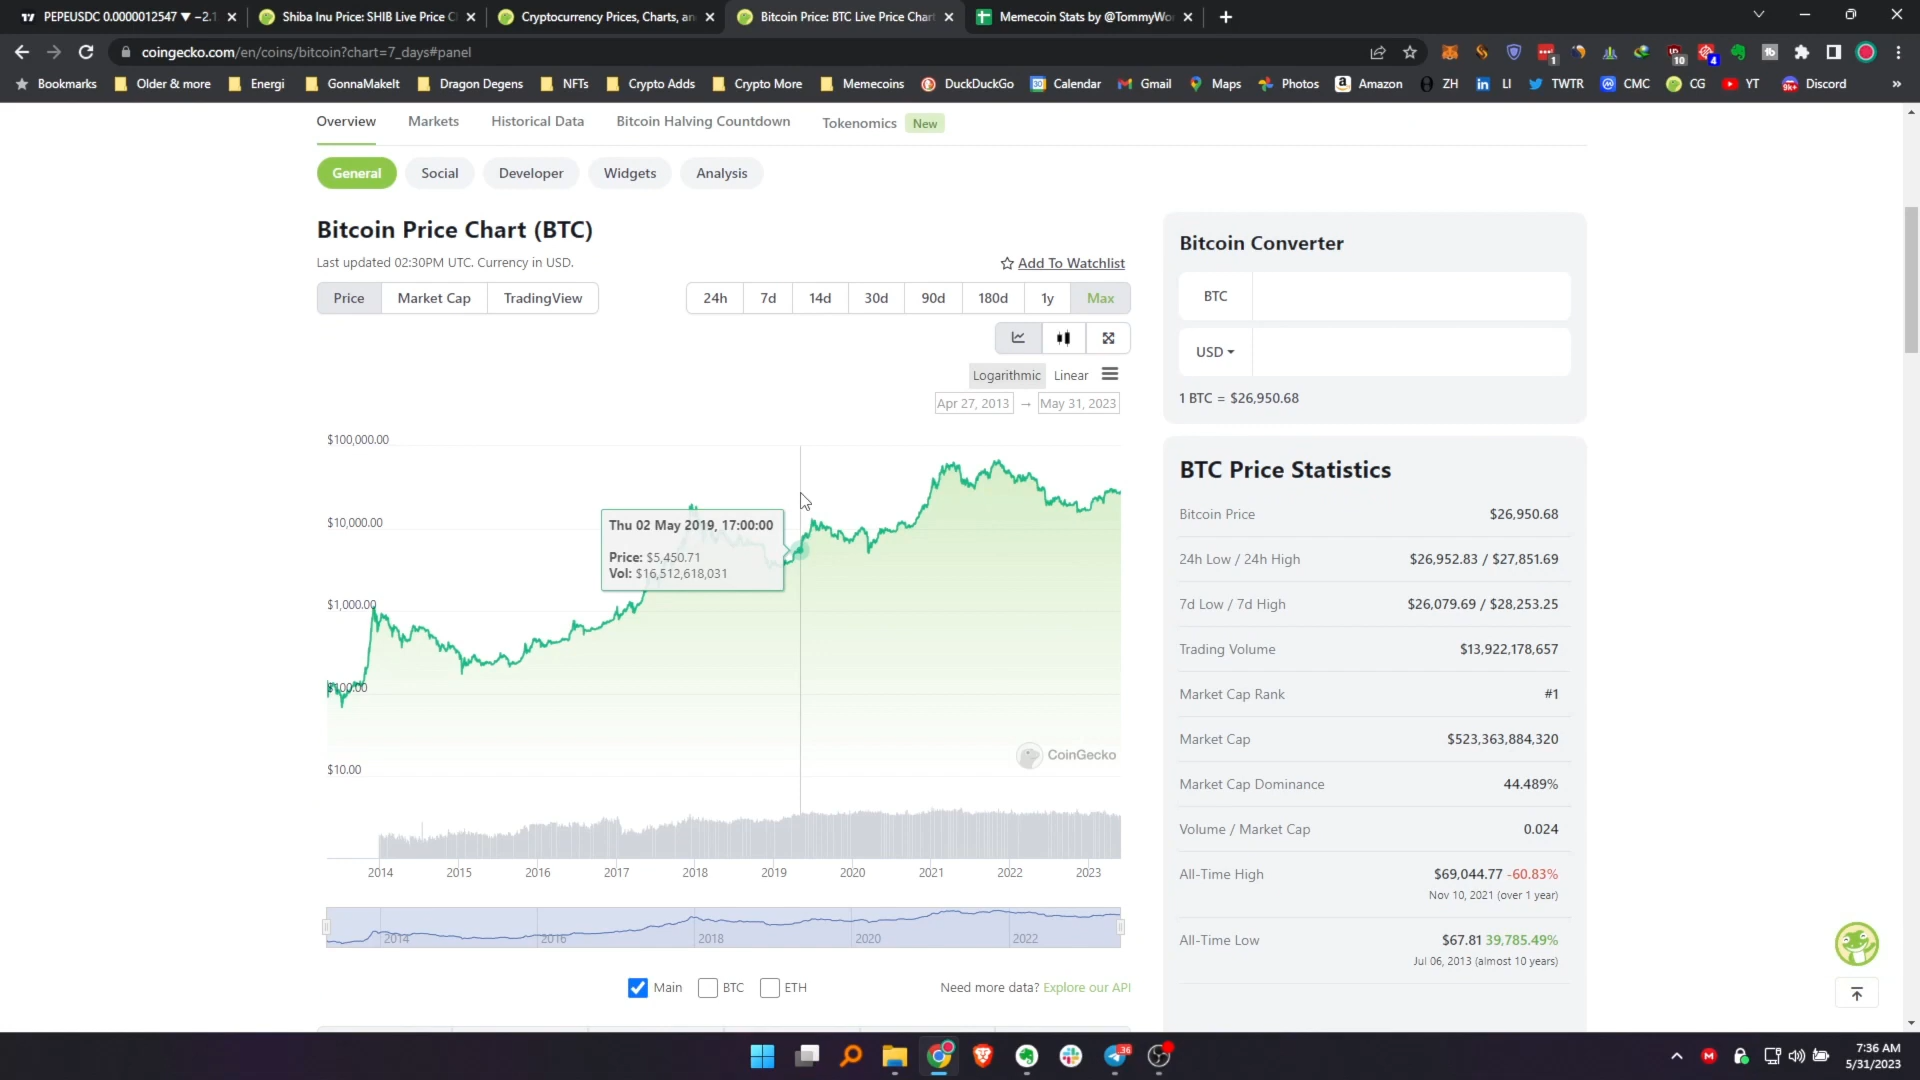 PEPEUSDC 0.0000012547 ▼ −2.1
Shiba Inu Price: SHIB Live Price C
Cryptocurrency Prices, Charts, an
Bitcoin Price: BTC Live Price Chart
Memecoin Stats by @TommyWo
coingecko.com/en/coins/bitcoin?chart=7_days#panel
1
10
4
Bookmarks Older & more Energi GonnaMakeIt Dragon Degens NFTs Crypto Adds Crypto More Memecoins DuckDuckGo Calendar Gmail Maps Photos Amazon ZH LI TWTR CMC CG YT Discord »
Overview Markets Historical Data Bitcoin Halving Countdown Tokenomics New
General Social Developer Widgets Analysis
Bitcoin Price Chart (BTC)
Last updated 02:30PM UTC. Currency in USD.
Add To Watchlist
Price Market Cap TradingView
24h 7d 14d 30d 90d 180d 1y Max
Logarithmic Linear
Apr 27, 2013 → May 31, 2023
$100,000.00
$10,000.00
$1,000.00
$100.00
$10.00
Thu 02 May 2019, 17:00:00
Price: $5,450.71
Vol: $16,512,618,031
CoinGecko
2014 2015 2016 2017 2018 2019 2020 2021 2022 2023
2014 2016 2018 2020 2022
Main BTC ETH
Need more data? Explore our API
Bitcoin Converter
BTC
USD
1 BTC = $26,950.68
BTC Price Statistics
Bitcoin Price $26,950.68
24h Low / 24h High $26,952.83 / $27,851.69
7d Low / 7d High $26,079.69 / $28,253.25
Trading Volume $13,922,178,657
Market Cap Rank #1
Market Cap $523,363,884,320
Market Cap Dominance 44.489%
Volume / Market Cap 0.024
All-Time High $69,044.77 -60.83%
Nov 10, 2021 (over 1 year)
All-Time Low $67.81 39,785.49%
Jul 06, 2013 (almost 10 years)
36
7:36 AM
5/31/2023